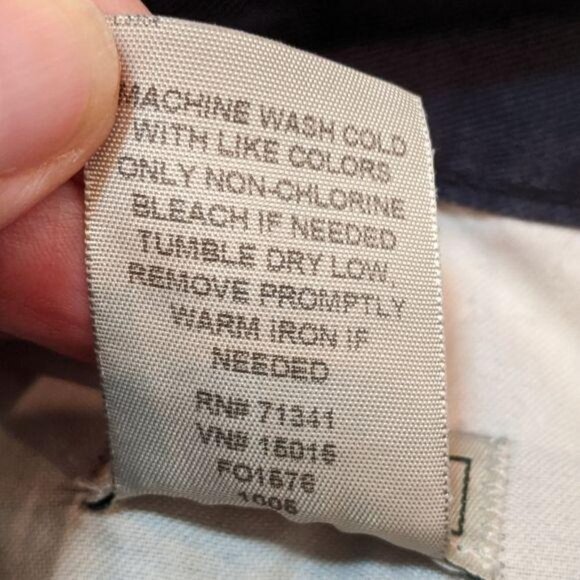 MACHINE WASH COLD
WITH LIKE COLORS
ONLY NON-CHLORINE
BLEACH IF NEEDED
TUMBLE DRY LOW,
REMOVE PROMPTLY
WARM IRON IF
NEEDED
RN# 71341
VN# 15015
FO1576